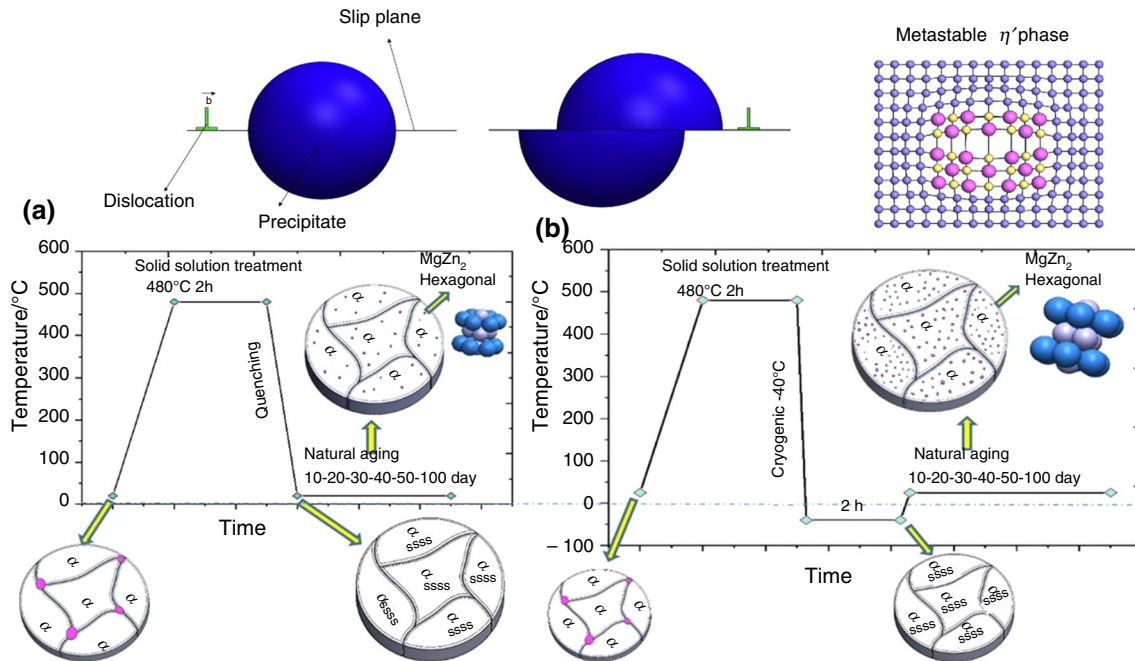 Slip plane
Metastable η′ phase
b
Dislocation
Precipitate
(a)
600
500
400
300
200
100
0
Temperature/°C
Solid solution treatment
480°C 2h
Quenching
MgZn2
Hexagonal
α
α
α
α
α
Natural aging
10-20-30-40-50-100 day
Time
α
α
α
α
α
α
ssss
α
ssss
α
ssss
αssss
α
ssss
(b)
600
500
400
300
200
100
0
– 100
Temperature/°C
Solid solution treatment
480°C 2h
Cryogenic -40°C
2 h
MgZn2
Hexagonal
α
α
α
α
α
Natural aging
10-20-30-40-50-100 day
Time
α
α
α
α
α
α
ssss
α
ssss
α
ssss
α
ssss
α
ssss